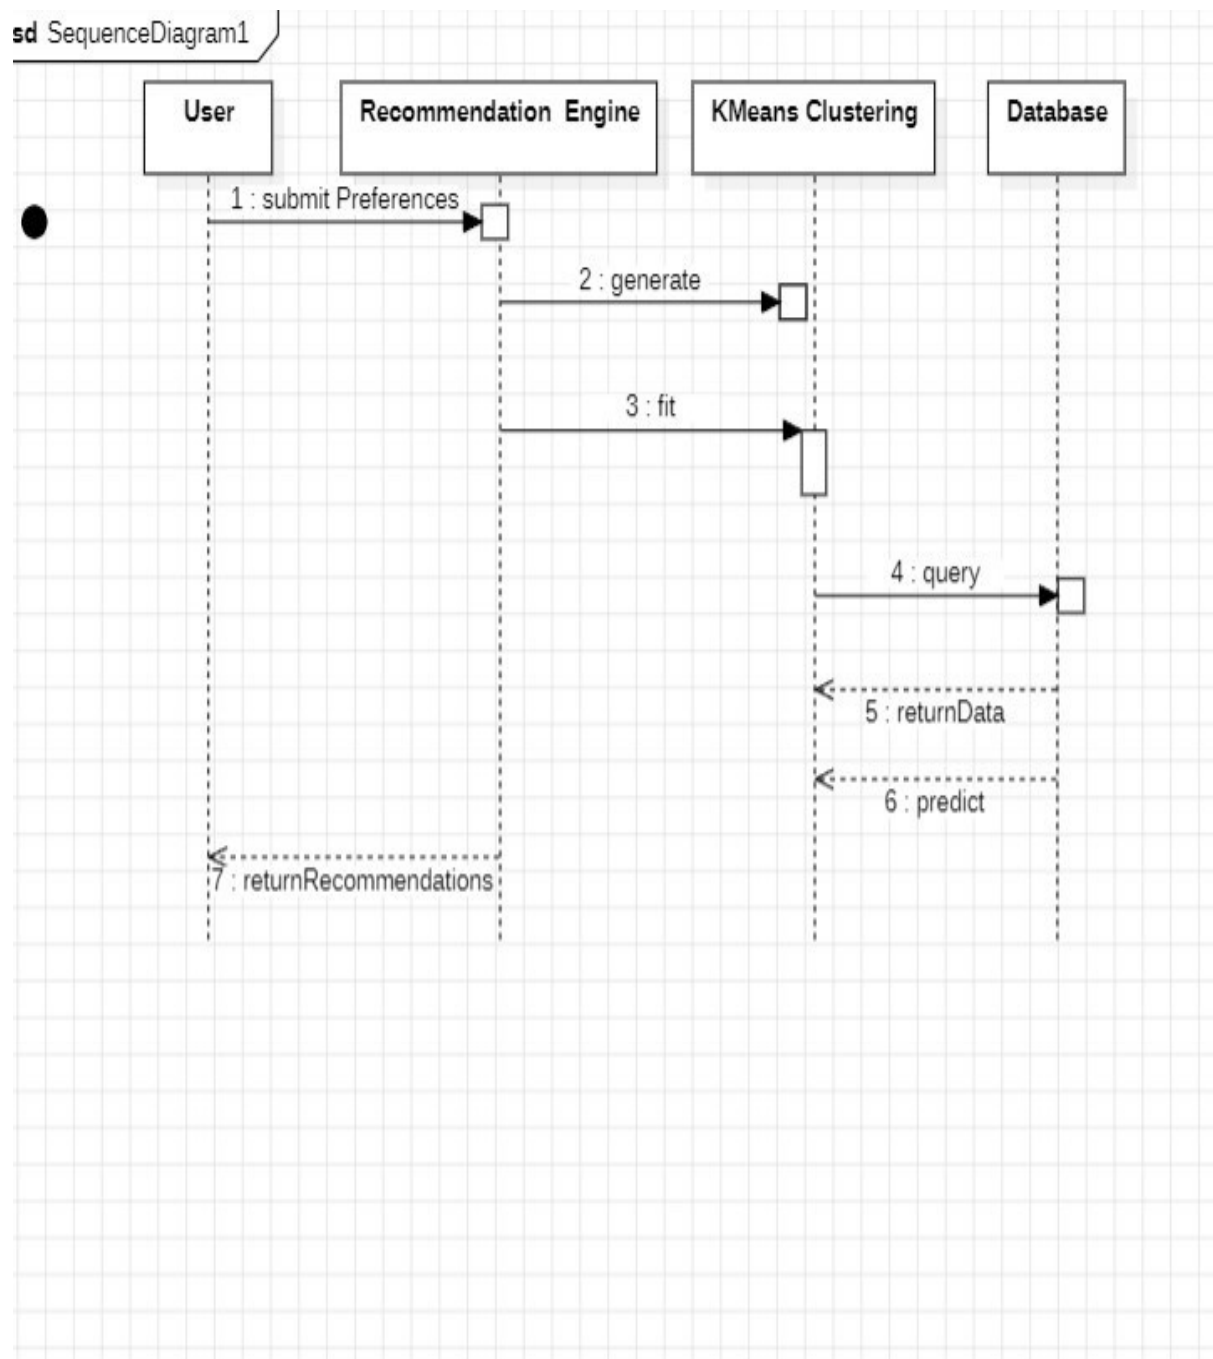 sd SequenceDiagram1
User
Recommendation Engine
KMeans Clustering
Database
1 : submit Preferences
2 : generate
3 : fit
4 : query
5 : returnData
6 : predict
7 : returnRecommendations